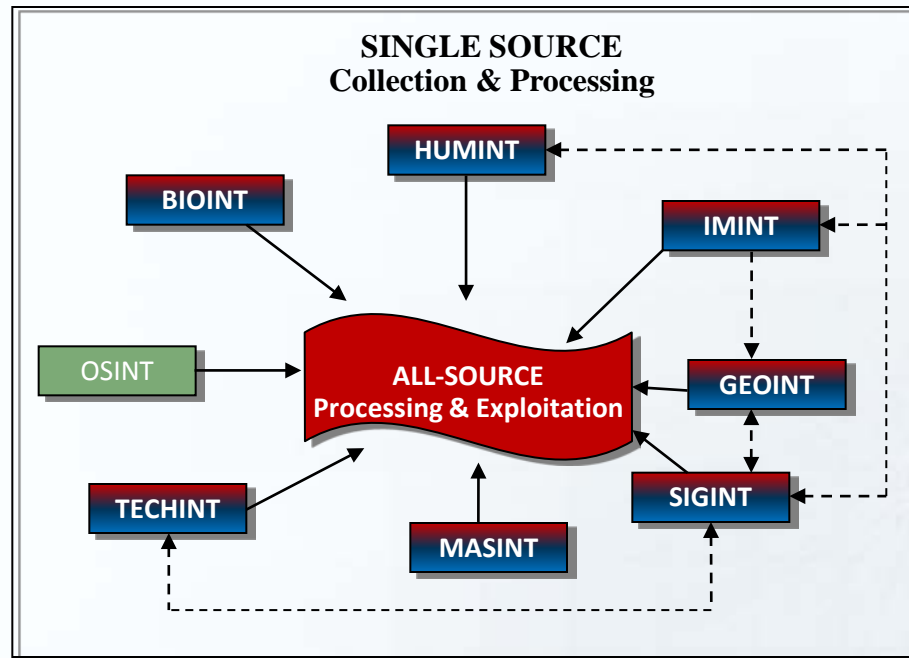 SINGLE SOURCE
Collection & Processing
HUMINT
BIOINT
IMINT
OSINT
ALL-SOURCE
Processing & Exploitation
GEOINT
TECHINT
SIGINT
MASINT